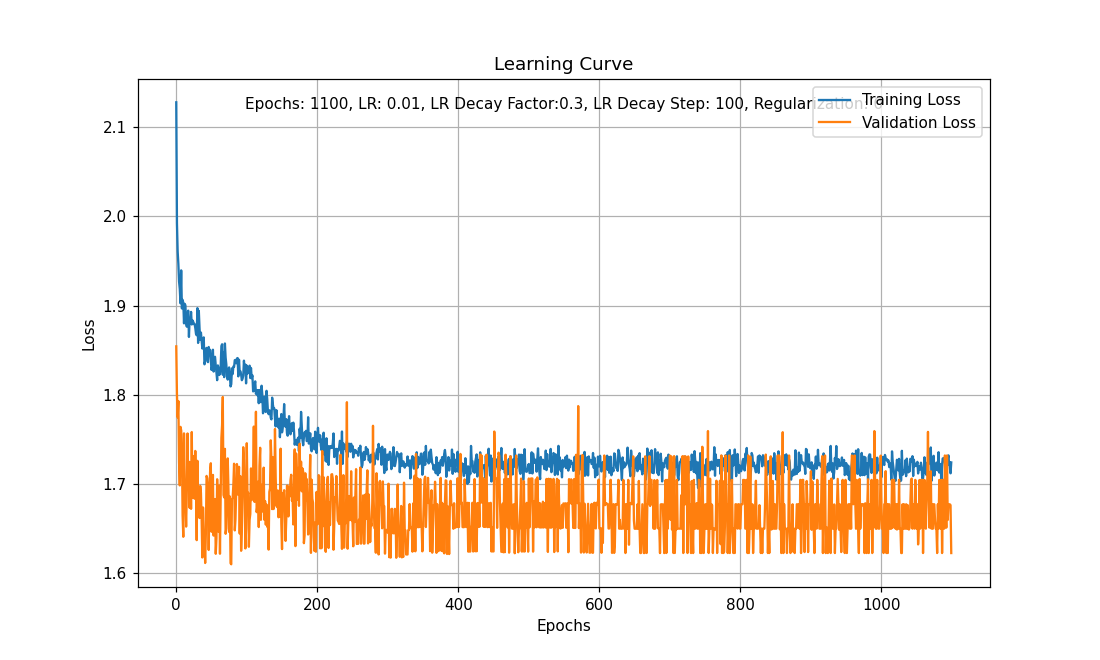 Learning Curve
Epochs: 1100, LR: 0.01, LR Decay Factor:0.3, LR Decay Step: 100, Regularization: 0
Training Loss
Validation Loss
2.1
2.0
1.9
1.8
1.7
1.6
Loss
0 200 400 600 800 1000
Epochs